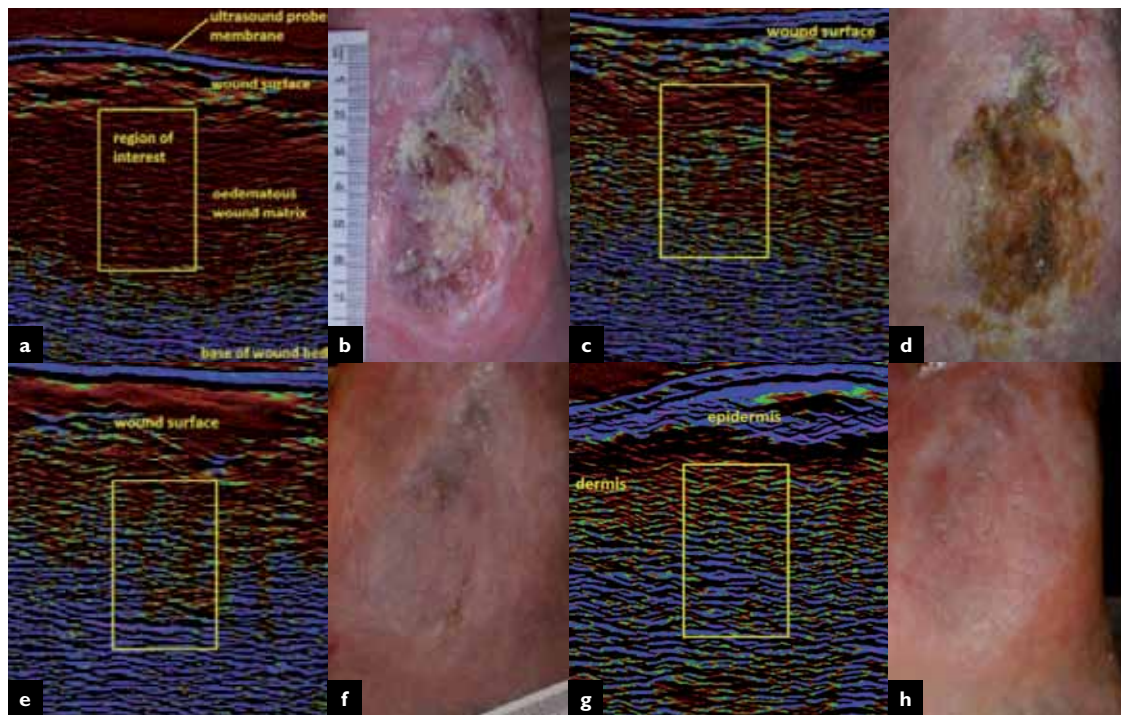 ultrasound probe
membrane
wound surface
region of
interest
oedematous
wound matrix
base of wound bed
a
b
wound surface
c
d
wound surface
e
f
epidermis
dermis
g
h